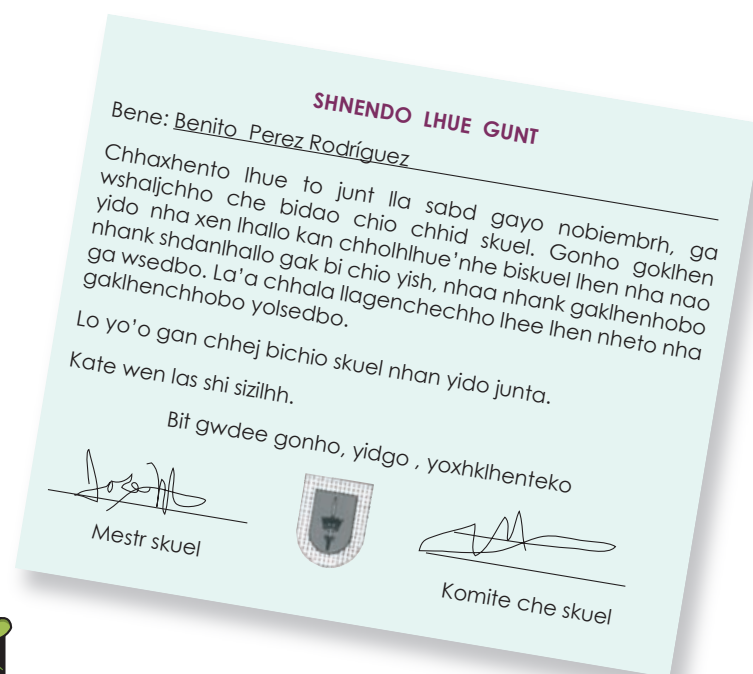 SHNENDO LHUE GUNT
Bene: Benito Perez Rodríguez
Chhaxhento lhue to junt lla sabd gayo nobiembrh, ga
wshaljchho che bidao chio chhid skuel. Gonho goklhen
yido nha xen lhallo kan chholhlhue'nhe biskuel lhen nha nao
nhank shdanlhallo gak bi chio yish, nhaa nhank gaklhenhobo
ga wsedbo. La'a chhala llagenchechho lhee lhen nheto nha
gaklhenchhobo yolsedbo.
Lo yo'o gan chhej bichio skuel nhan yido junta.
Kate wen las shi sizilhh.
Bit gwdee gonho, yidgo , yoxhklhenteko
Mestr skuel
Komite che skuel